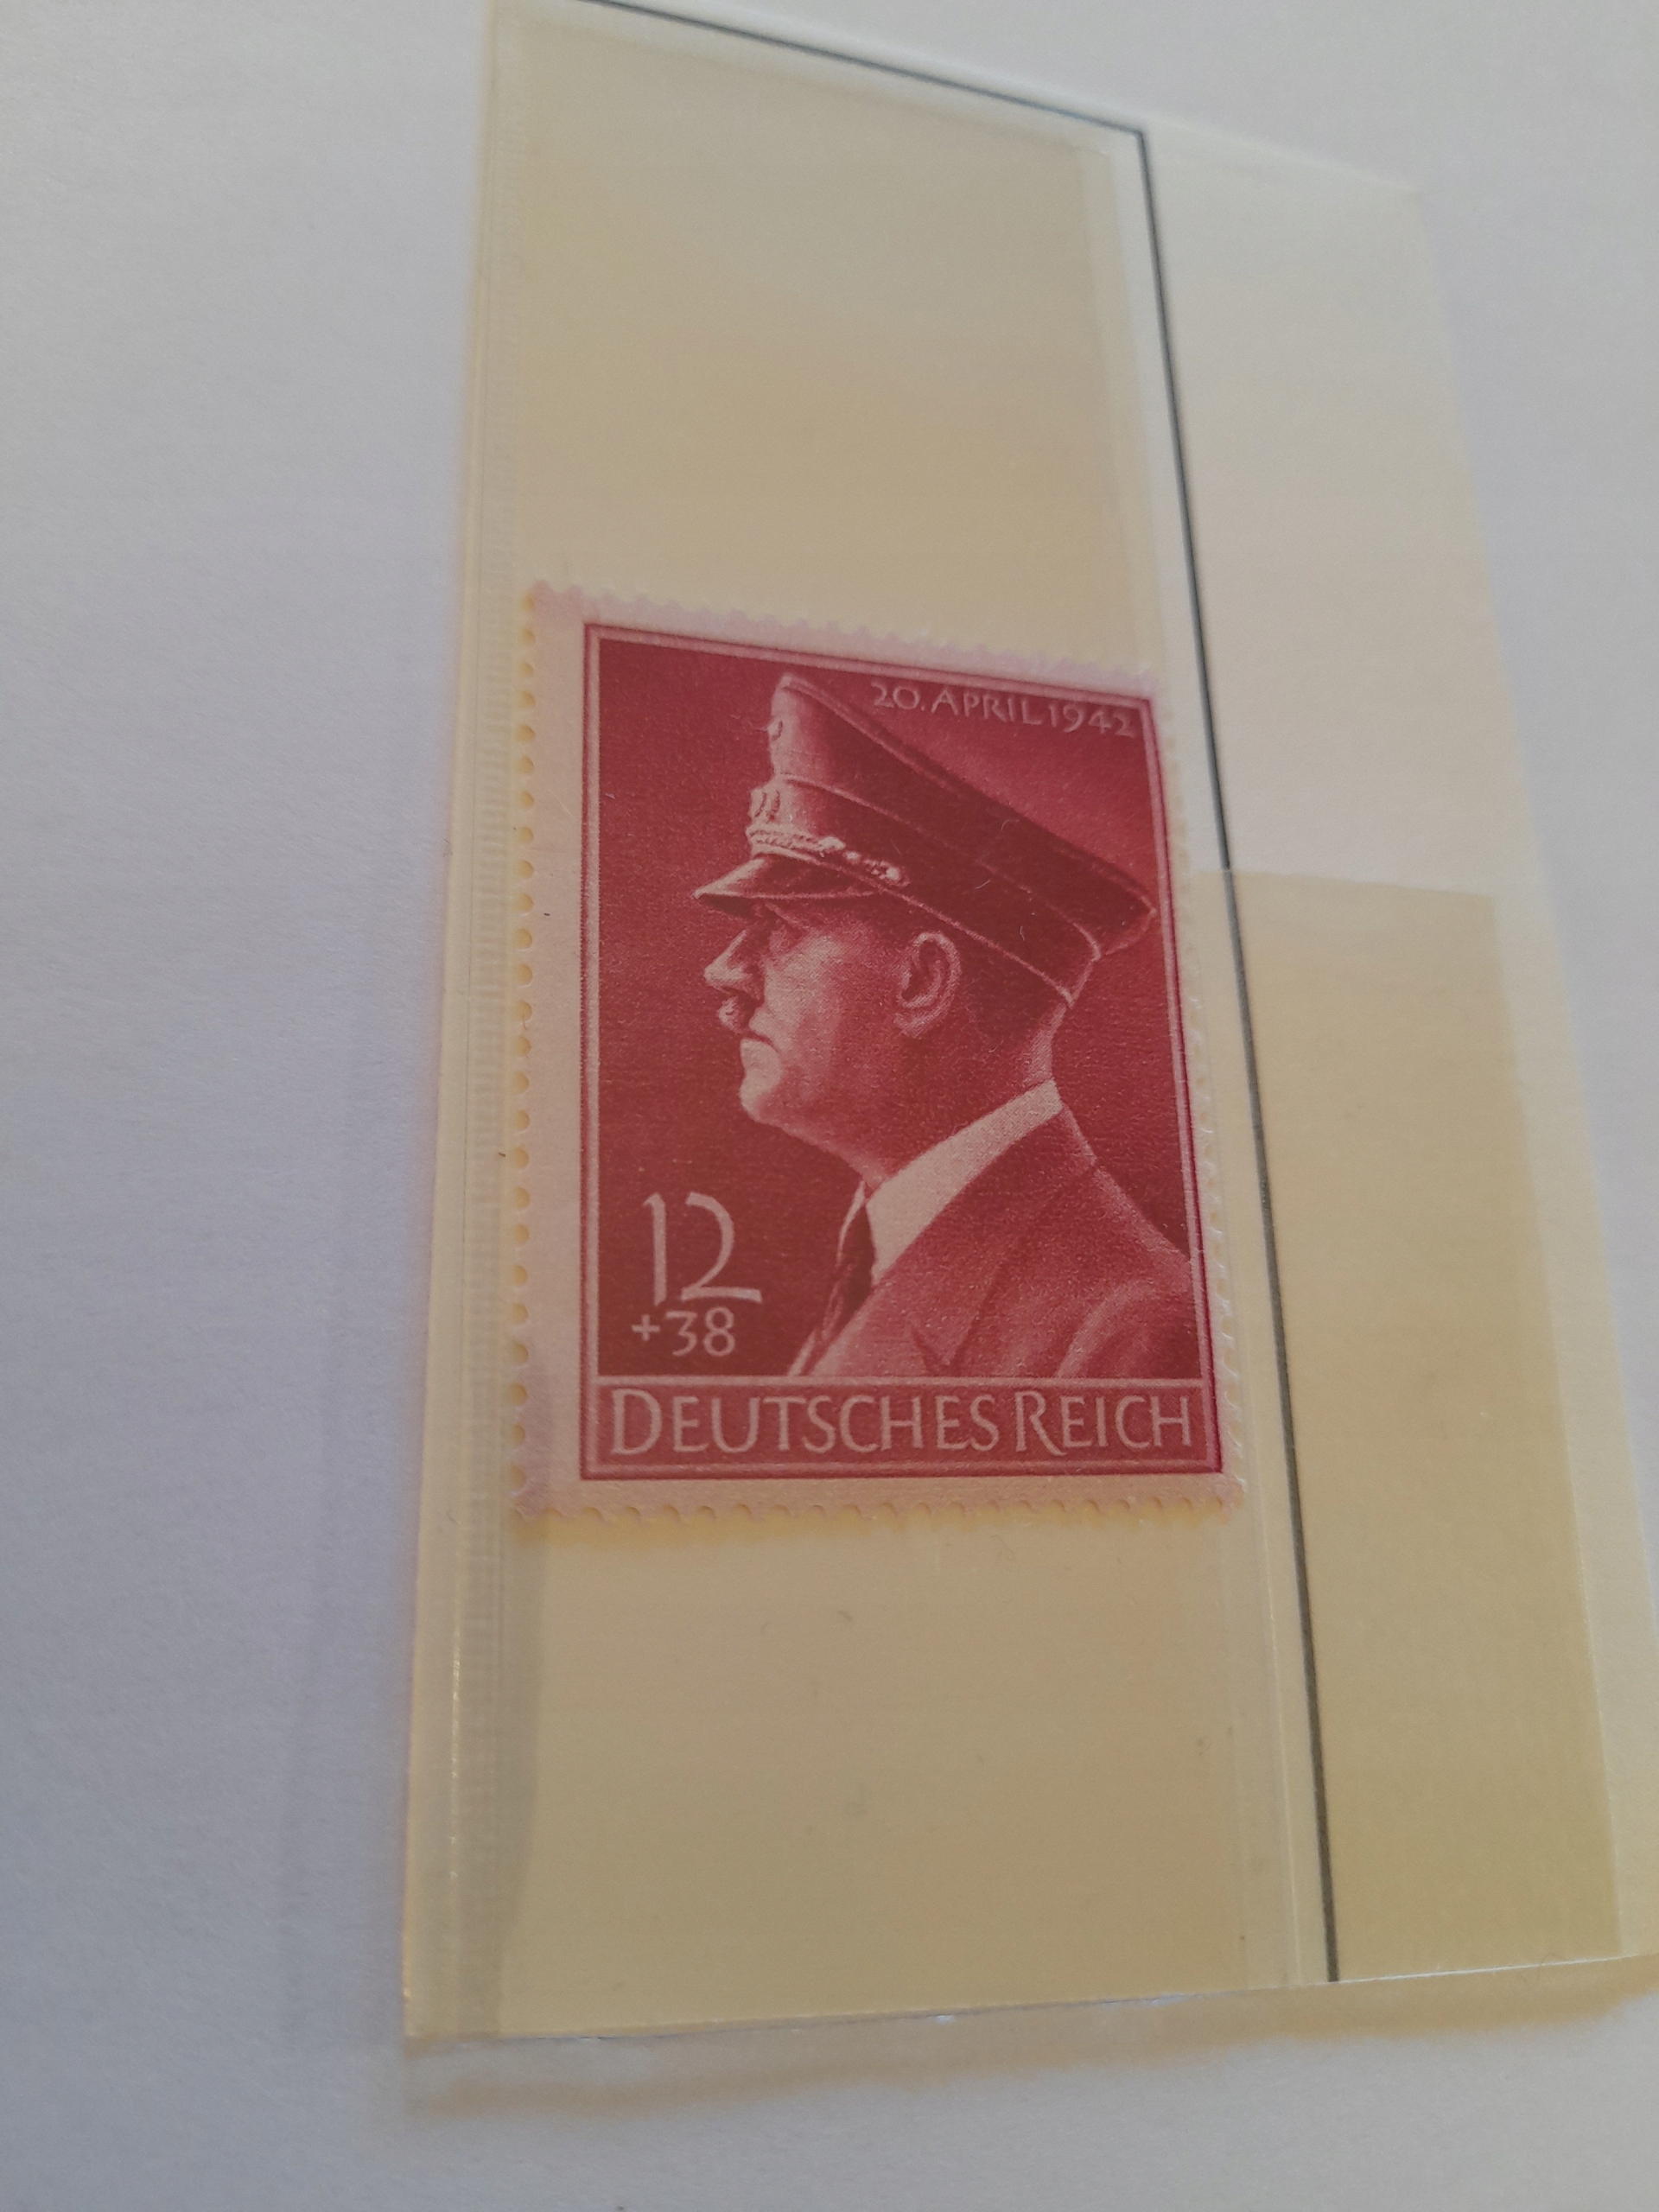 20. APRIL 1942
12
+38
DEUTSCHES REICH